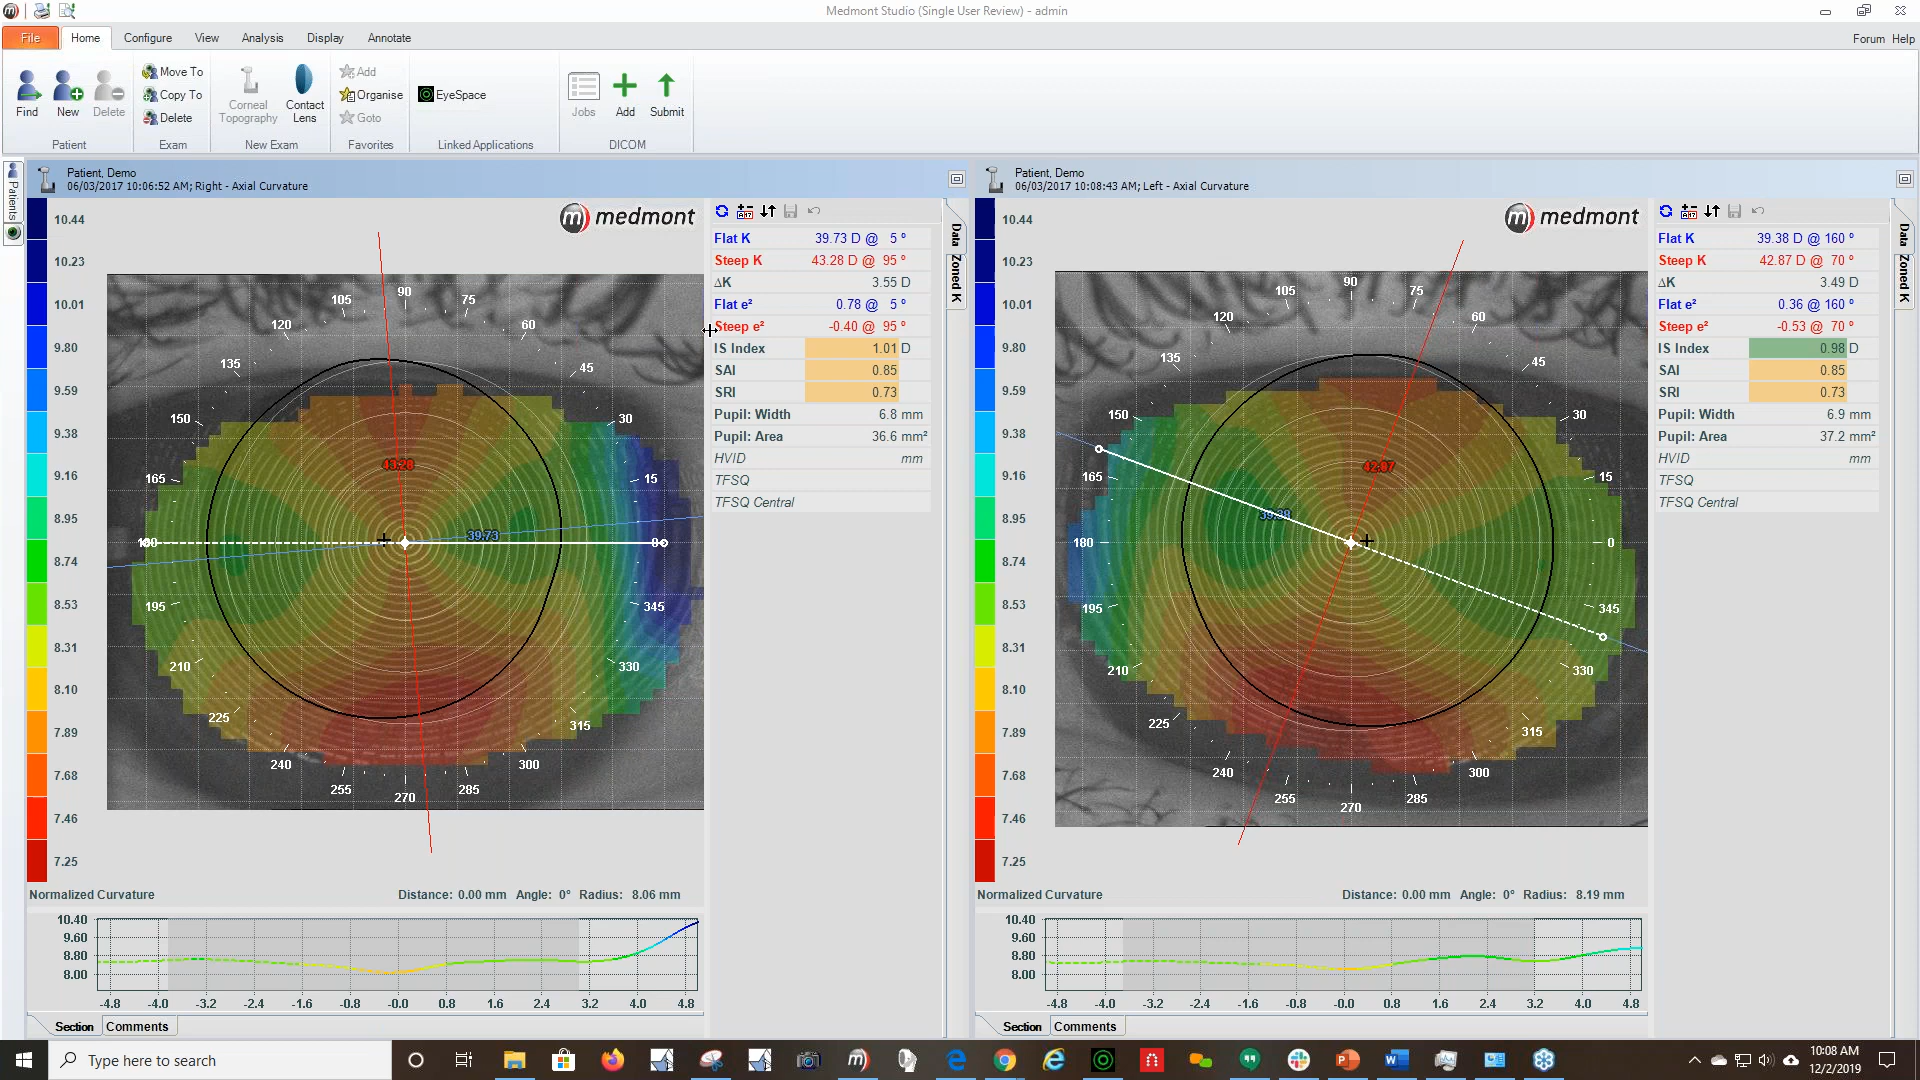 Medmont Studio (Single User Review) - admin
File Home Configure View Analysis Display Annotate Forum Help
Find New Delete
Move To
Copy To
Delete
Corneal Topography
Contact Lens
Add
Organise
Goto
EyeSpace
Jobs Add Submit
Patient Exam New Exam Favorites Linked Applications DICOM
Patients
Patient, Demo
06/03/2017 10:06:52 AM; Right - Axial Curvature
medmont
10.44
10.23
10.01
9.80
9.59
9.38
9.16
8.95
8.74
8.53
8.31
8.10
7.89
7.68
7.46
7.25
105 90 75
120 60
135 45
150 30
165 15
0
195 345
210 330
225 315
240 300
255 270 285
43.28
39.73
Flat K 39.73 D @ 5 °
Steep K 43.28 D @ 95 °
ΔK 3.55 D
Flat e² 0.78 @ 5 °
Steep e² -0.40 @ 95 °
IS Index 1.01 D
SAI 0.85
SRI 0.73
Pupil: Width 6.8 mm
Pupil: Area 36.6 mm²
HVID mm
TFSQ
TFSQ Central
Data
Zoned K
Normalized Curvature Distance: 0.00 mm Angle: 0° Radius: 8.06 mm
10.40
9.60
8.80
8.00
-4.8 -4.0 -3.2 -2.4 -1.6 -0.8 -0.0 0.8 1.6 2.4 3.2 4.0 4.8
Section Comments
Patient, Demo
06/03/2017 10:08:43 AM; Left - Axial Curvature
medmont
10.44
10.23
10.01
9.80
9.59
9.38
9.16
8.95
8.74
8.53
8.31
8.10
7.89
7.68
7.46
7.25
105 90 75
120 60
135 45
150 30
165 15
180 0
195 345
210 330
225 315
240 300
255 270 285
39.38
Flat K 39.38 D @ 160 °
Steep K 42.87 D @ 70 °
ΔK 3.49 D
Flat e² 0.36 @ 160 °
Steep e² -0.53 @ 70 °
IS Index 0.98 D
SAI 0.85
SRI 0.73
Pupil: Width 6.9 mm
Pupil: Area 37.2 mm²
HVID mm
TFSQ
TFSQ Central
Data
Zoned K
Normalized Curvature Distance: 0.00 mm Angle: 0° Radius: 8.19 mm
10.40
9.60
8.80
8.00
-4.8 -4.0 -3.2 -2.4 -1.6 -0.8 -0.0 0.8 1.6 2.4 3.2 4.0 4.8
Section Comments
Type here to search
10:08 AM
12/2/2019